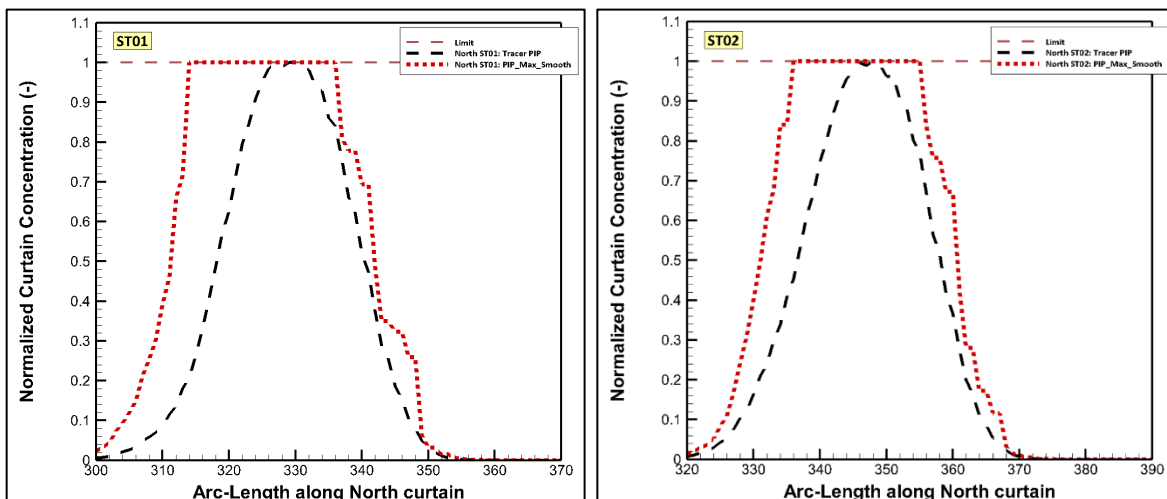 ST01
Limit
North ST01: Tracer PIP
North ST01: PIP_Max_Smooth
Normalized Curtain Concentration (-)
1.1
1
0.9
0.8
0.7
0.6
0.5
0.4
0.3
0.2
0.1
0
300 310 320 330 340 350 360 370
Arc-Length along North curtain
ST02
Limit
North ST02: Tracer PIP
North ST02: PIP_Max_Smooth
Normalized Curtain Concentration (-)
1.1
1
0.9
0.8
0.7
0.6
0.5
0.4
0.3
0.2
0.1
0
320 330 340 350 360 370 380 390
Arc-Length along North curtain